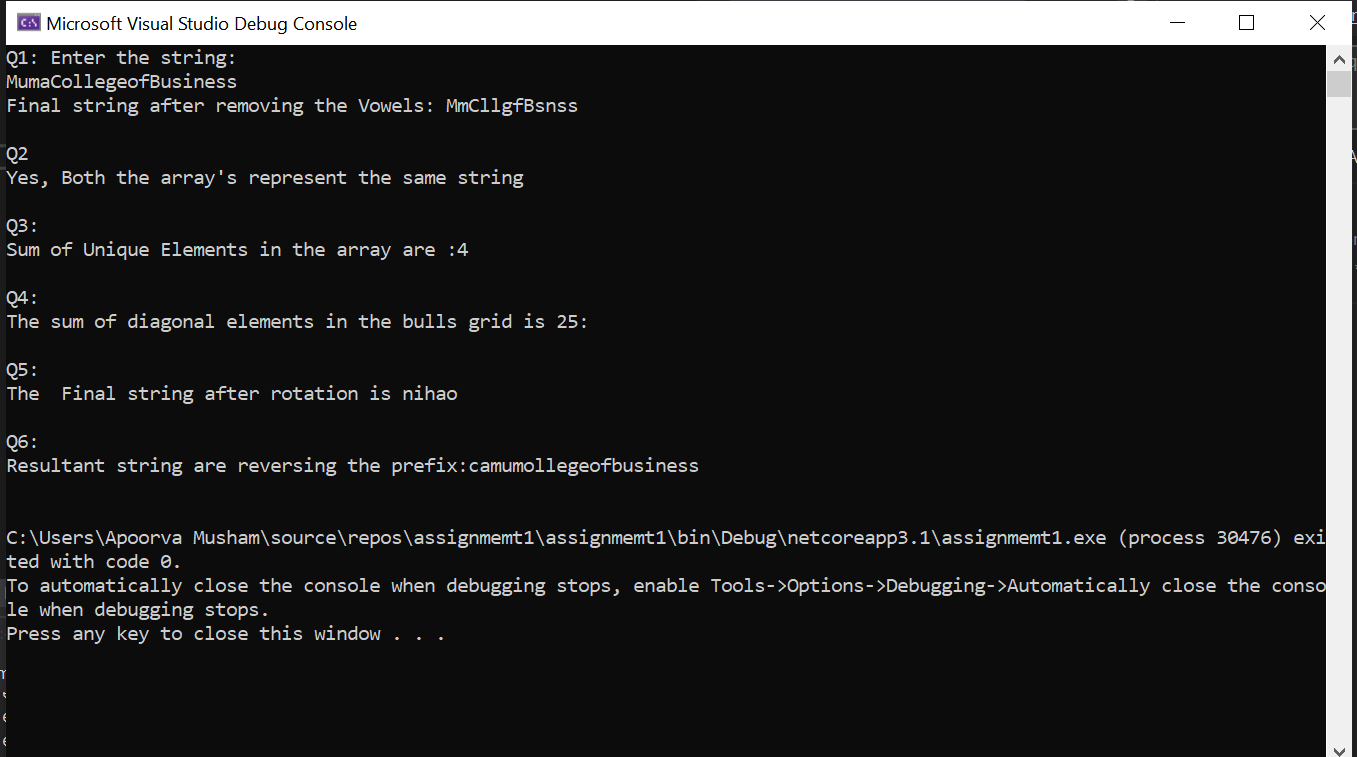 Microsoft Visual Studio Debug Console
Q1: Enter the string:
MumaCollegeofBusiness
Final string after removing the Vowels: MmCllgfBsnss
Q2
Yes, Both the array's represent the same string
Q3:
Sum of Unique Elements in the array are :4
Q4:
The sum of diagonal elements in the bulls grid is 25:
Q5:
The  Final string after rotation is nihao
Q6:
Resultant string are reversing the prefix:camumollegeofbusiness
C:\Users\Apoorva Musham\source\repos\assignmemt1\assignmemt1\bin\Debug\netcoreapp3.1\assignmemt1.exe (process 30476) exi
ted with code 0.
To automatically close the console when debugging stops, enable Tools->Options->Debugging->Automatically close the conso
le when debugging stops.
Press any key to close this window . . .